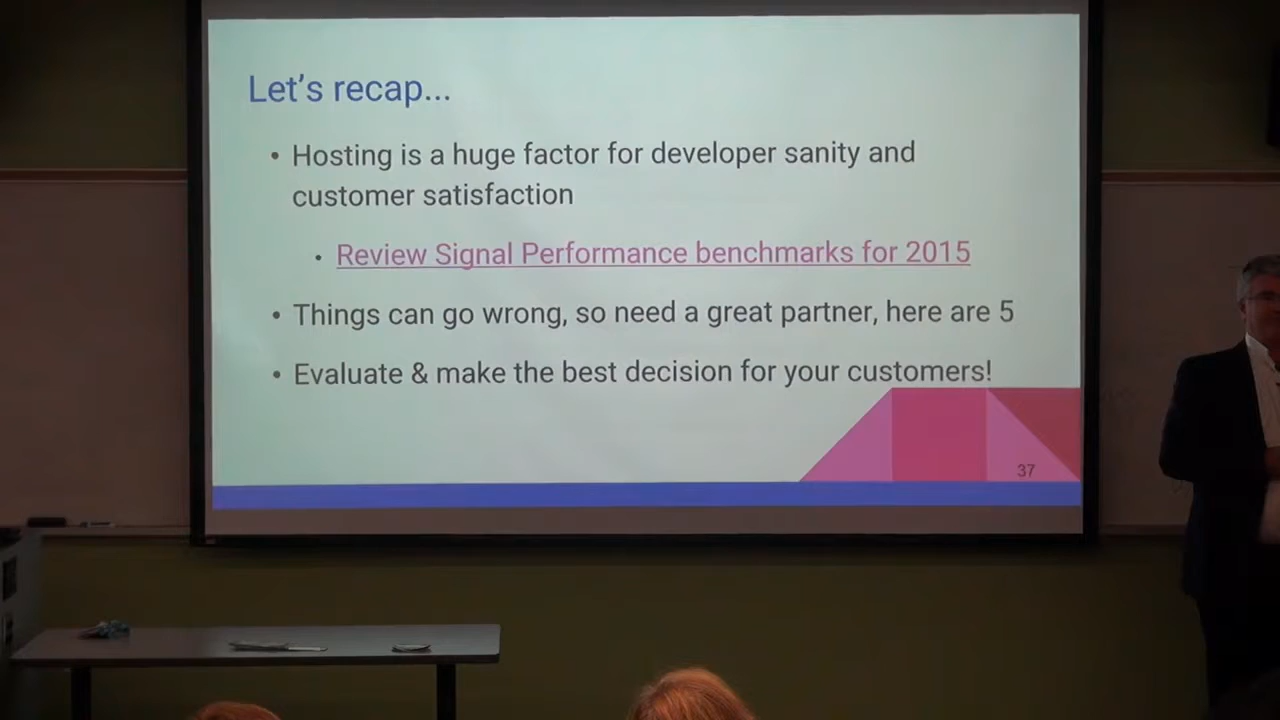 Let's recap...
• Hosting is a huge factor for developer sanity and
customer satisfaction
• Review Signal Performance benchmarks for 2015
• Things can go wrong, so need a great partner, here are 5
• Evaluate & make the best decision for your customers!
37